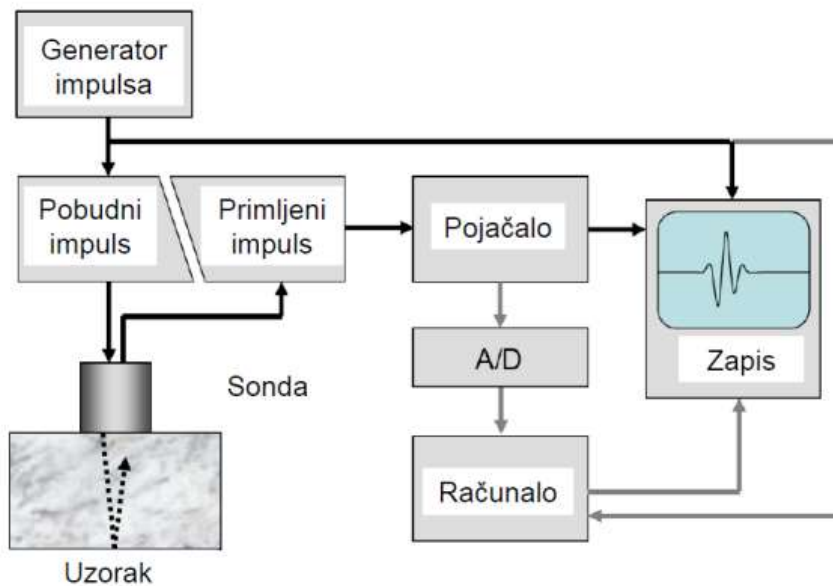 Generator
impulsa
Pobudni
impuls
Primljeni
impuls
Pojačalo
Zapis
A/D
Sonda
Računalo
Uzorak